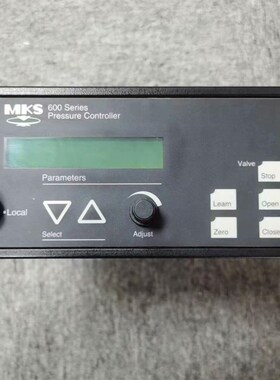 MKS
600 Series
Pressure Controller
Parameters
Valve
Stop
Learn
Open
Local
Zero
Close
Select
Adjust